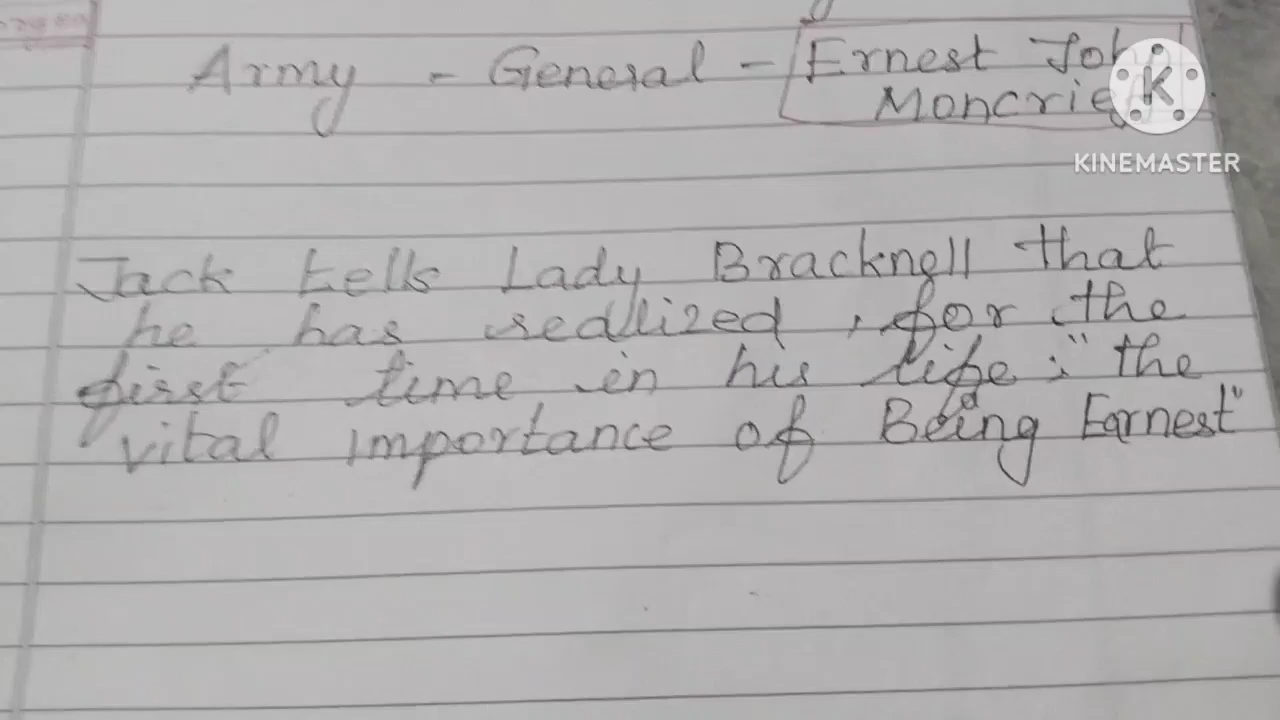 Army - General - Ernest John
Moncrie
KINEMASTER
Jack tells Lady Bracknell that
he has realized, for the
first time in his life : "the
vital importance of Being Earnest"